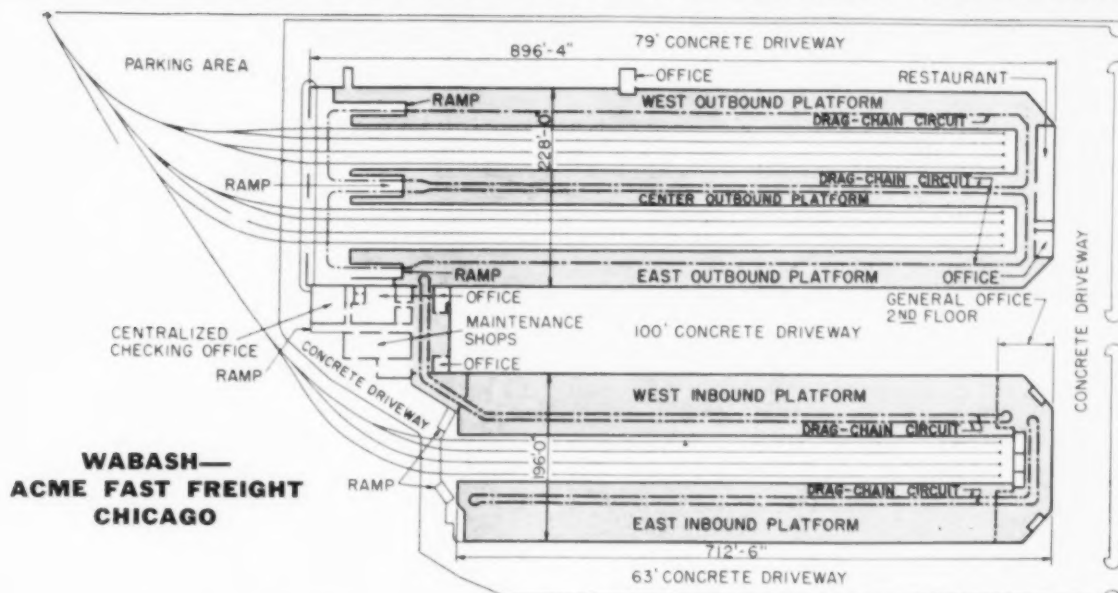 79' CONCRETE DRIVEWAY
896'-4"
PARKING AREA
OFFICE
RESTAURANT
RAMP
WEST OUTBOUND PLATFORM
DRAG-CHAIN CIRCUIT
228'-0"
RAMP
DRAG-CHAIN CIRCUIT
CENTER OUTBOUND PLATFORM
RAMP
EAST OUTBOUND PLATFORM
OFFICE
OFFICE
GENERAL OFFICE
2ND FLOOR
CENTRALIZED
CHECKING OFFICE
MAINTENANCE
SHOPS
100' CONCRETE DRIVEWAY
CONCRETE DRIVEWAY
RAMP
OFFICE
CONCRETE DRIVEWAY
WEST INBOUND PLATFORM
DRAG-CHAIN CIRCUIT
196'0"
WABASH—
ACME FAST FREIGHT
CHICAGO
RAMP
DRAG-CHAIN CIRCUIT
EAST INBOUND PLATFORM
712'-6"
63' CONCRETE DRIVEWAY